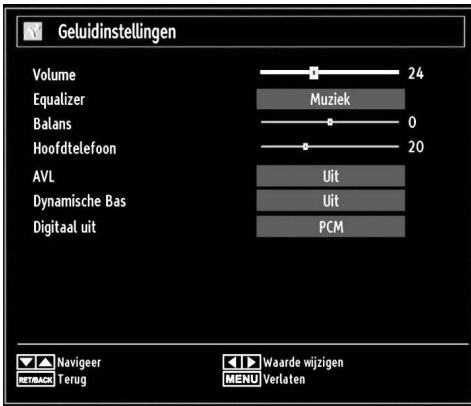 Geluidinstellingen
Volume 24
Equalizer Muziek
Balans 0
Hoofdtelefoon 20
AVL Uit
Dynamische Bas Uit
Digitaal uit PCM
Navigeer Waarde wijzigen
RET/BACK Terug MENU Verlaten